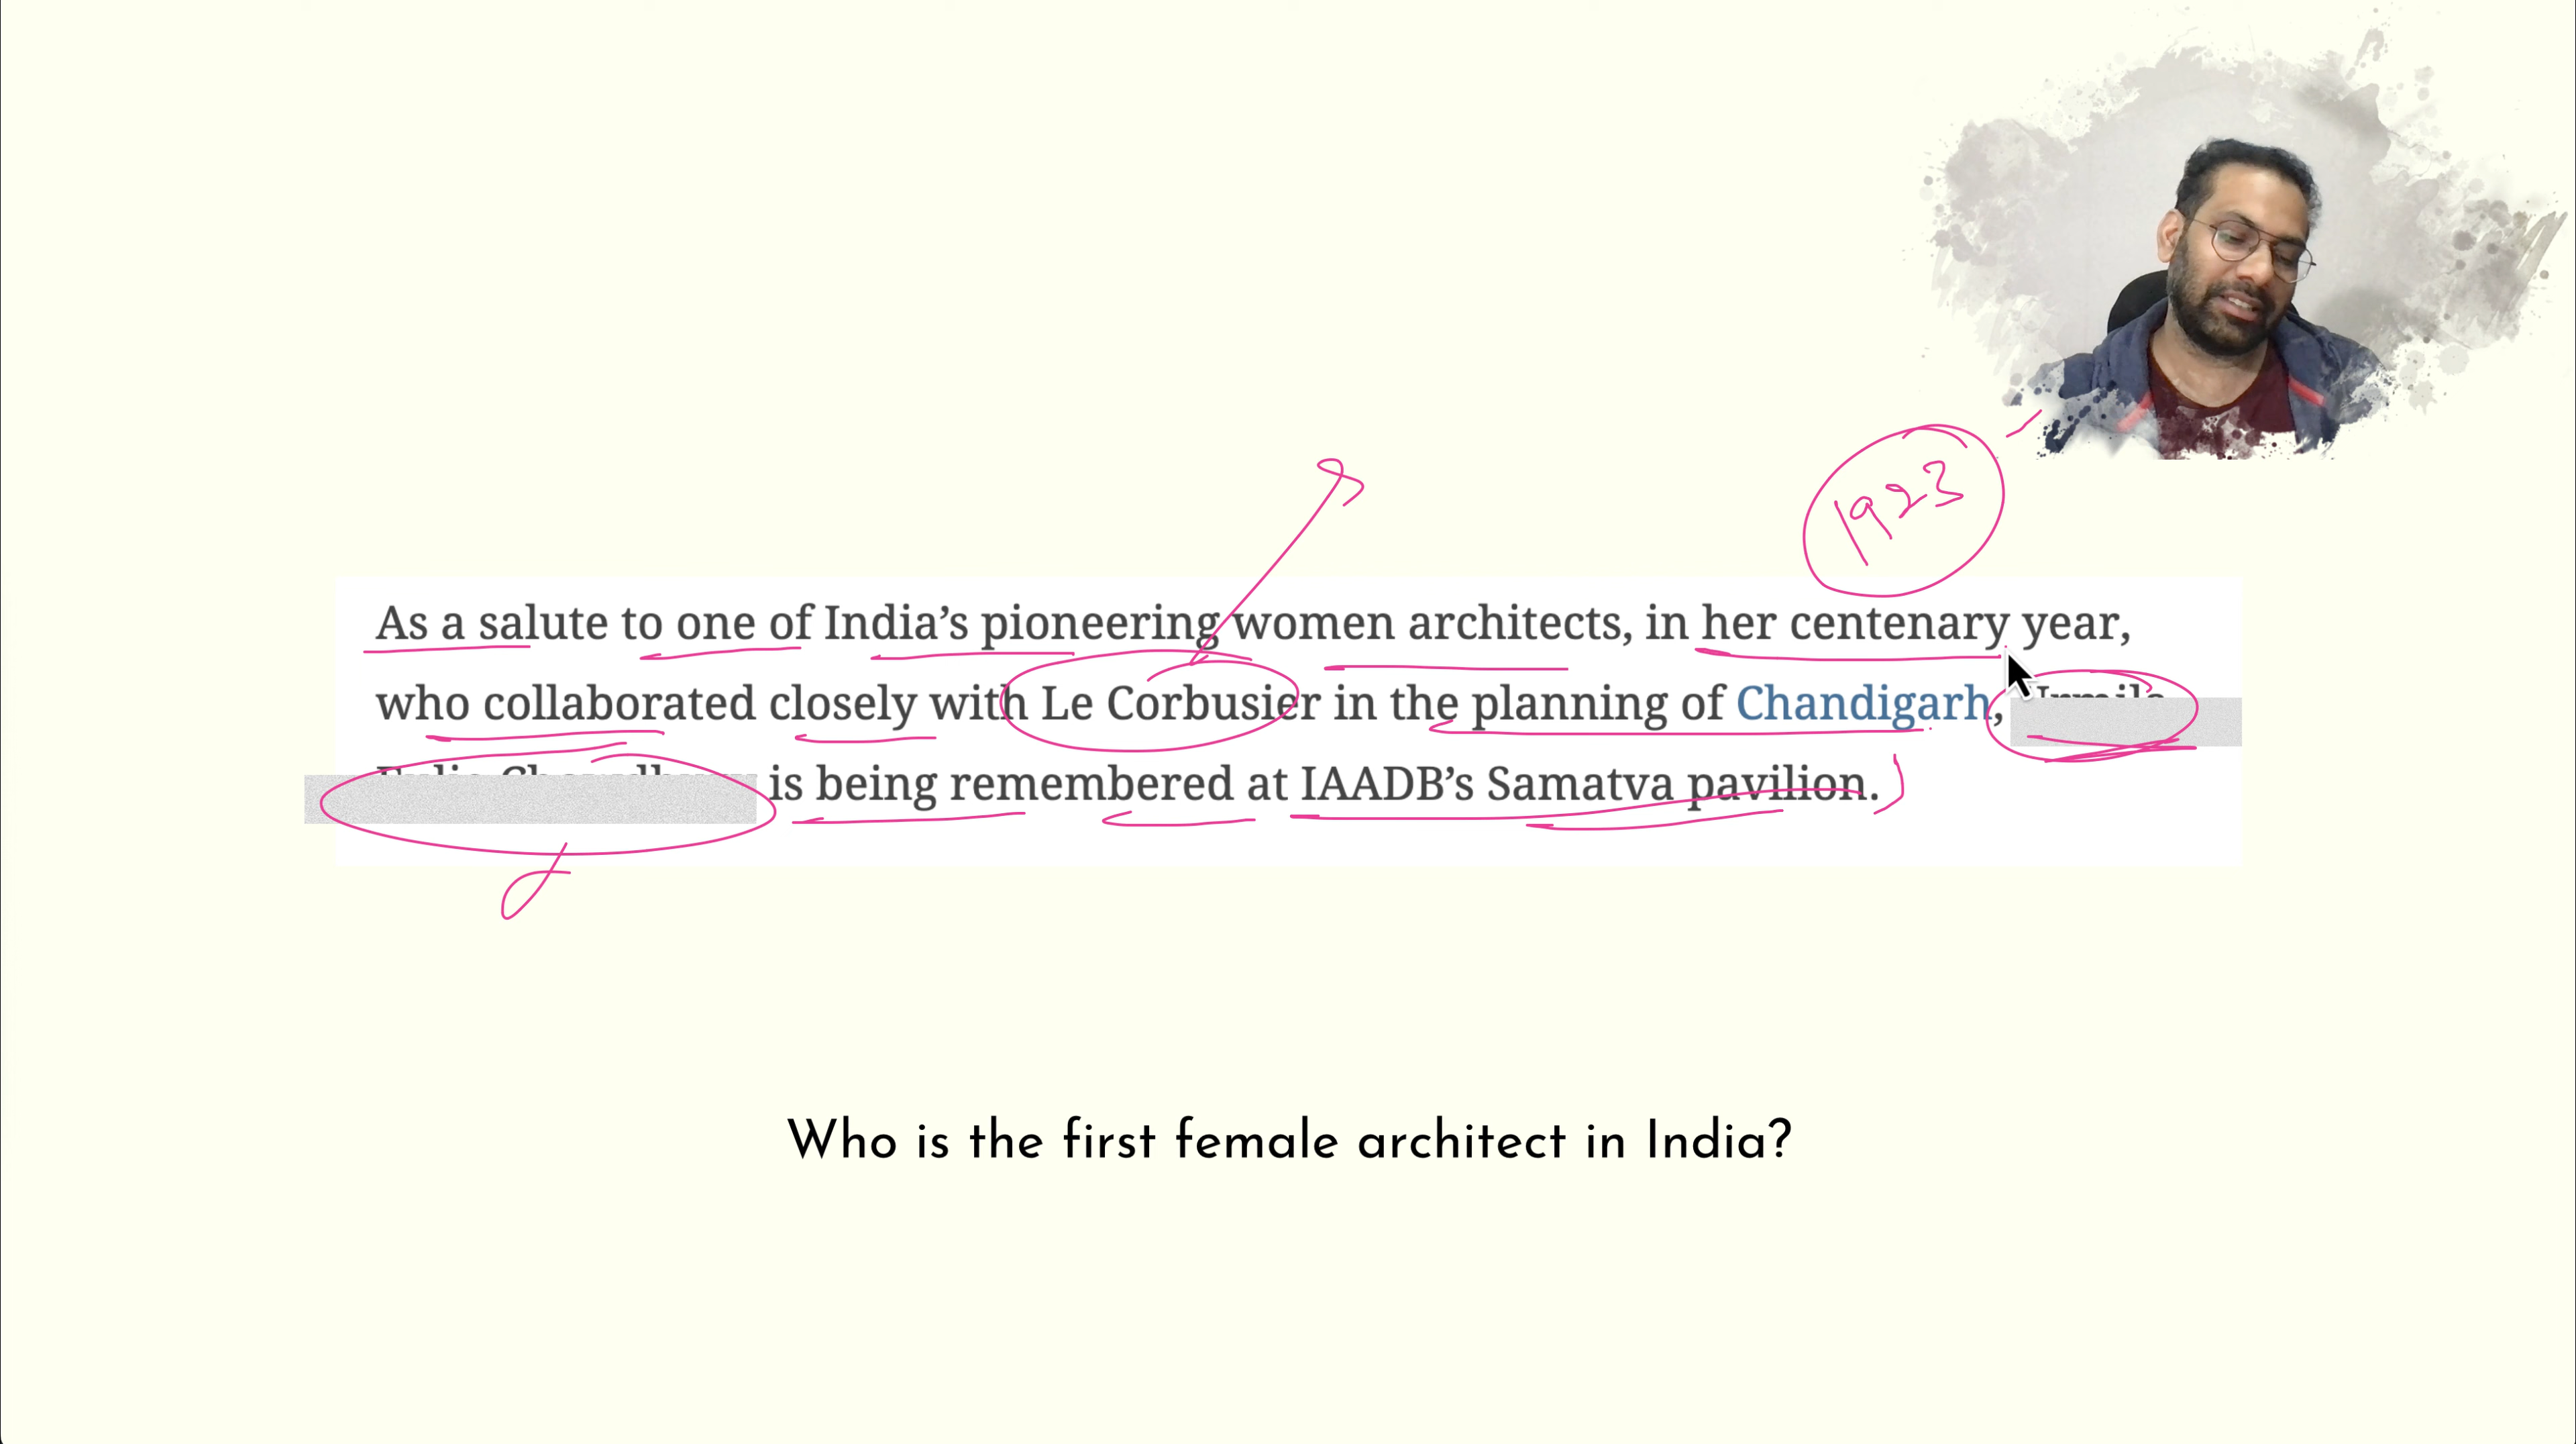 1923
As a salute to one of India’s pioneering women architects, in her centenary year,
who collaborated closely with Le Corbusier in the planning of Chandigarh,
is being remembered at IAADB’s Samatva pavilion.
Who is the first female architect in India?